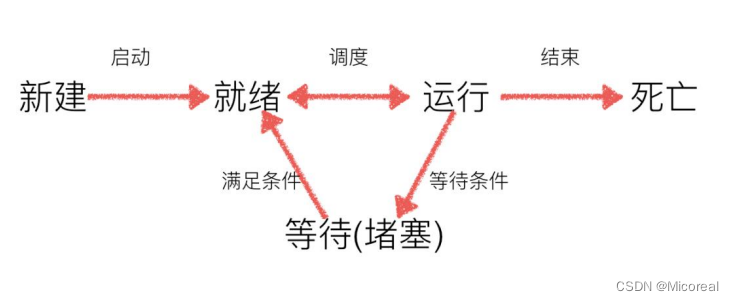 启动 调度 结束
新建 就绪 运行 死亡
满足条件 等待条件
等待(堵塞)
CSDN @Micoreal